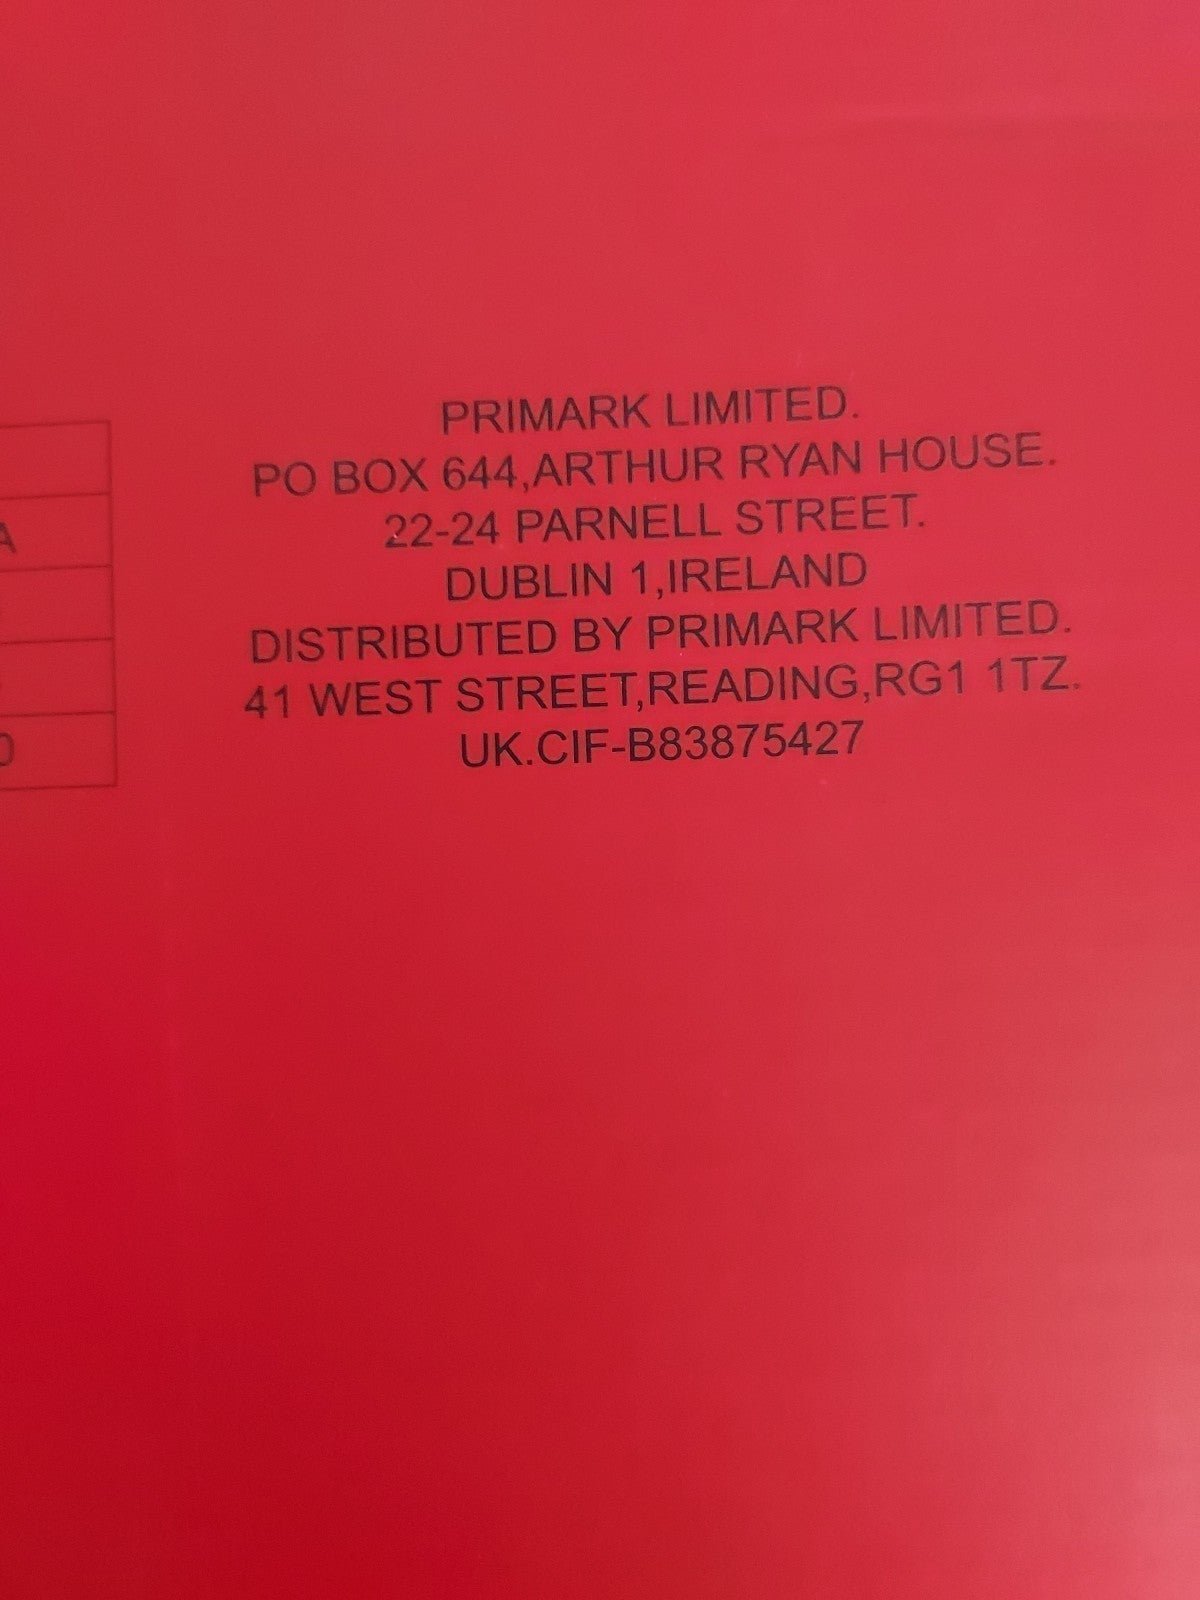 PRIMARK LIMITED.
PO BOX 644,ARTHUR RYAN HOUSE.
22-24 PARNELL STREET.
DUBLIN 1,IRELAND
DISTRIBUTED BY PRIMARK LIMITED.
41 WEST STREET,READING,RG1 1TZ.
UK.CIF-B83875427